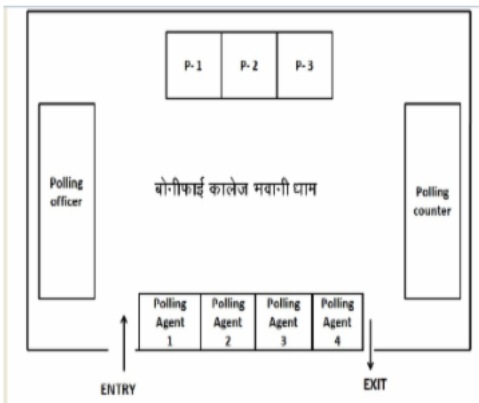 P-1 P-2 P-3
Polling
officer
बोनीफाई कालेज भवानी धाम
Polling
counter
Polling
Agent
1
Polling
Agent
2
Polling
Agent
3
Polling
Agent
4
ENTRY
EXIT